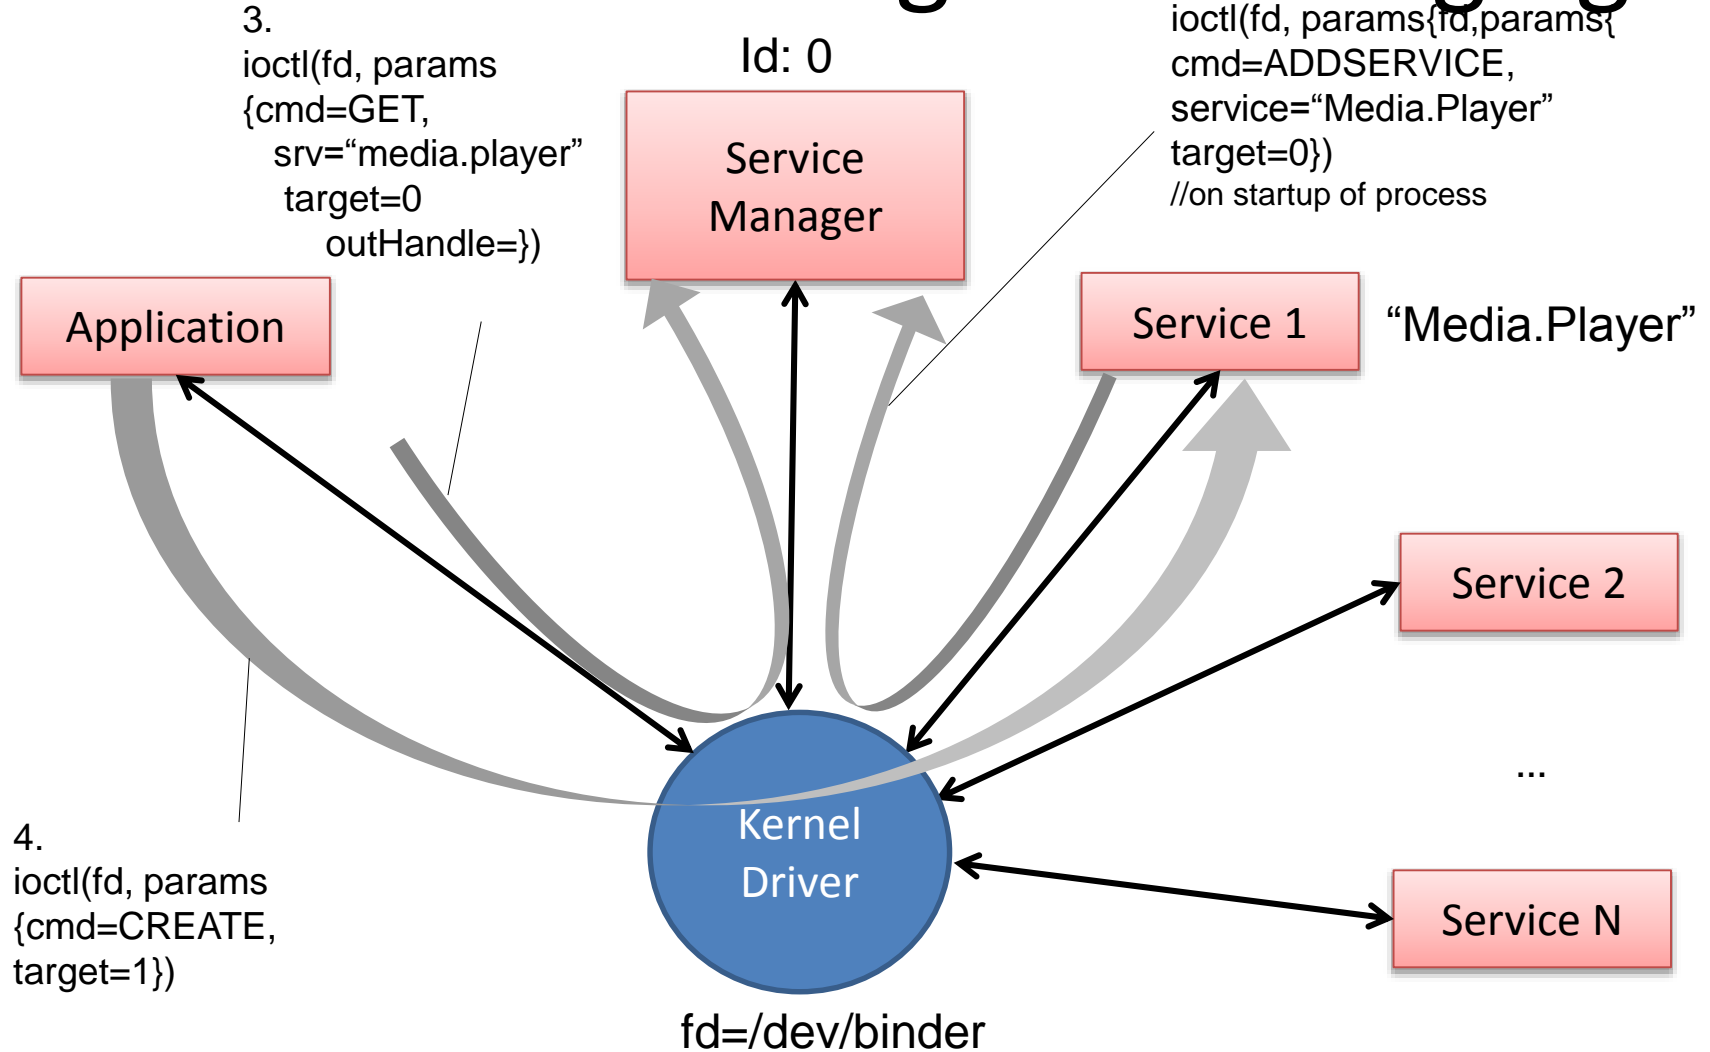 3.
ioctl(fd, params
{cmd=GET,
srv=“media.player”
target=0
outHandle=})
Id: 0
Service
Manager
ioctl(fd, params{fd,params{
cmd=ADDSERVICE,
service=“Media.Player”
target=0})
//on startup of process
Application
Service 1
“Media.Player”
Service 2
...
Service N
Kernel
Driver
4.
ioctl(fd, params
{cmd=CREATE,
target=1})
fd=/dev/binder